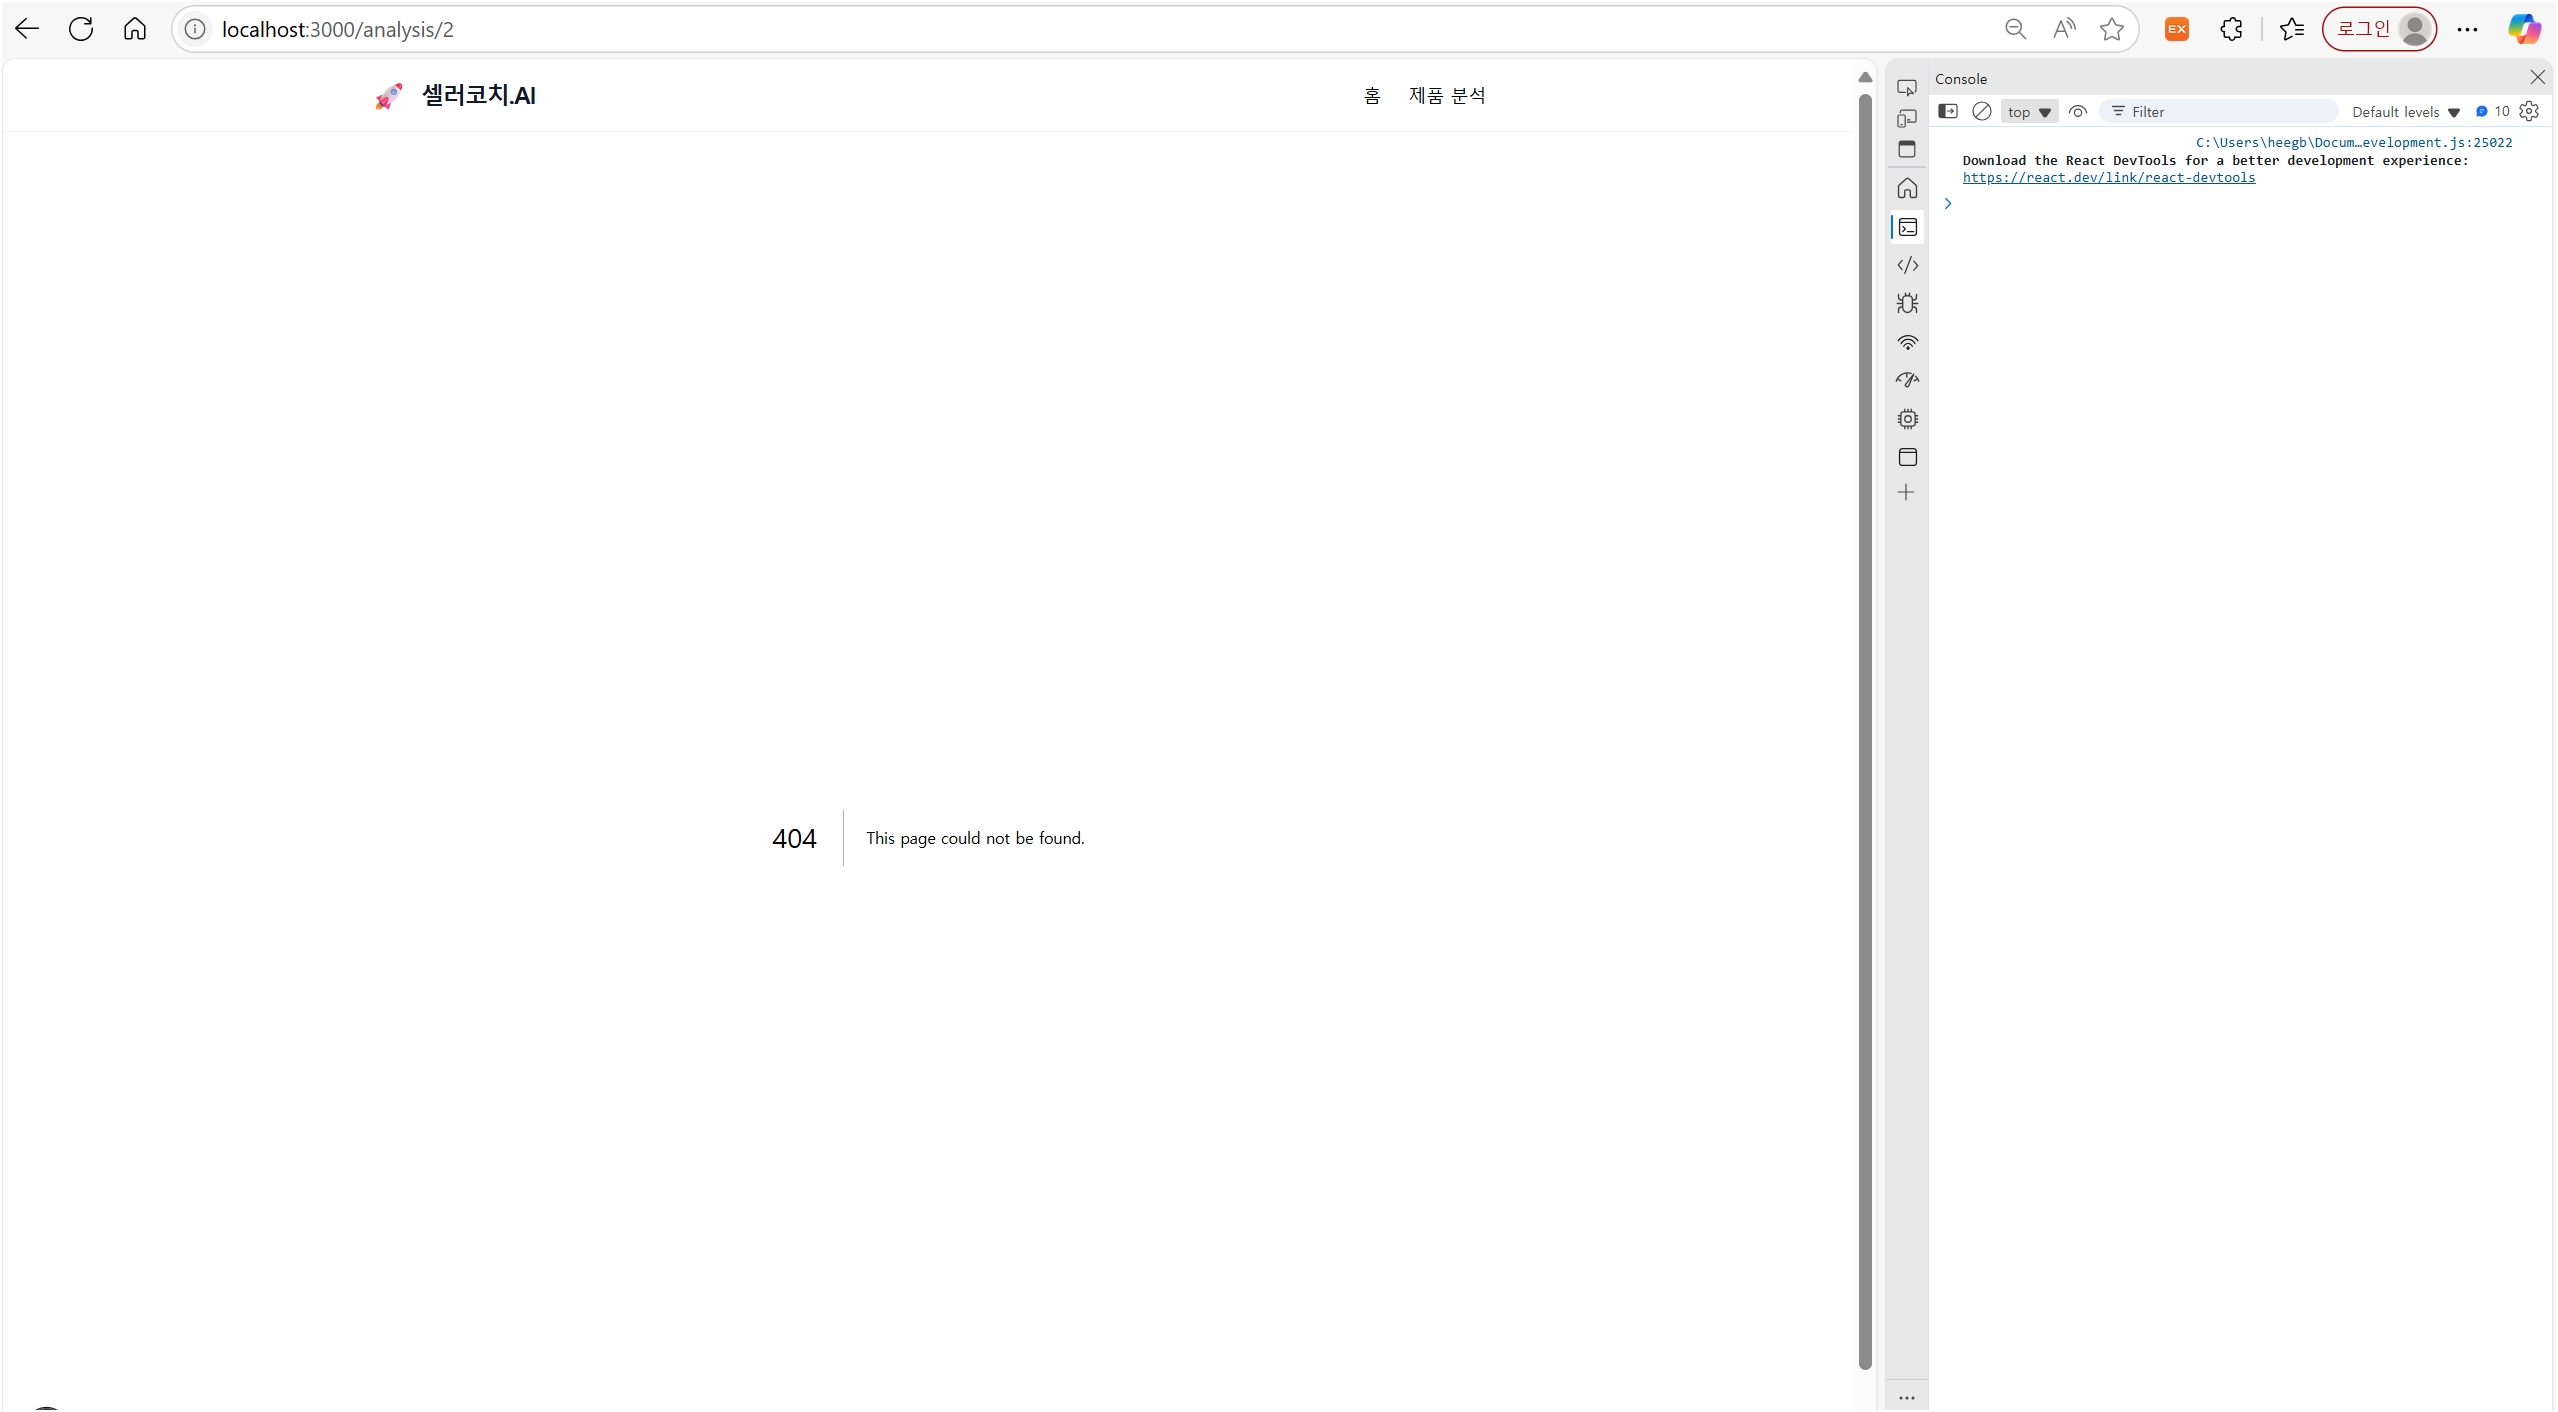 localhost:3000/analysis/2
EX
로그인
🚀 셀러코치.AI
홈 제품 분석
404
This page could not be found.
Console
top
Filter
Default levels
10
C:\Users\heegb\Docum…evelopment.js:25022
Download the React DevTools for a better development experience:
https://react.dev/link/react-devtools